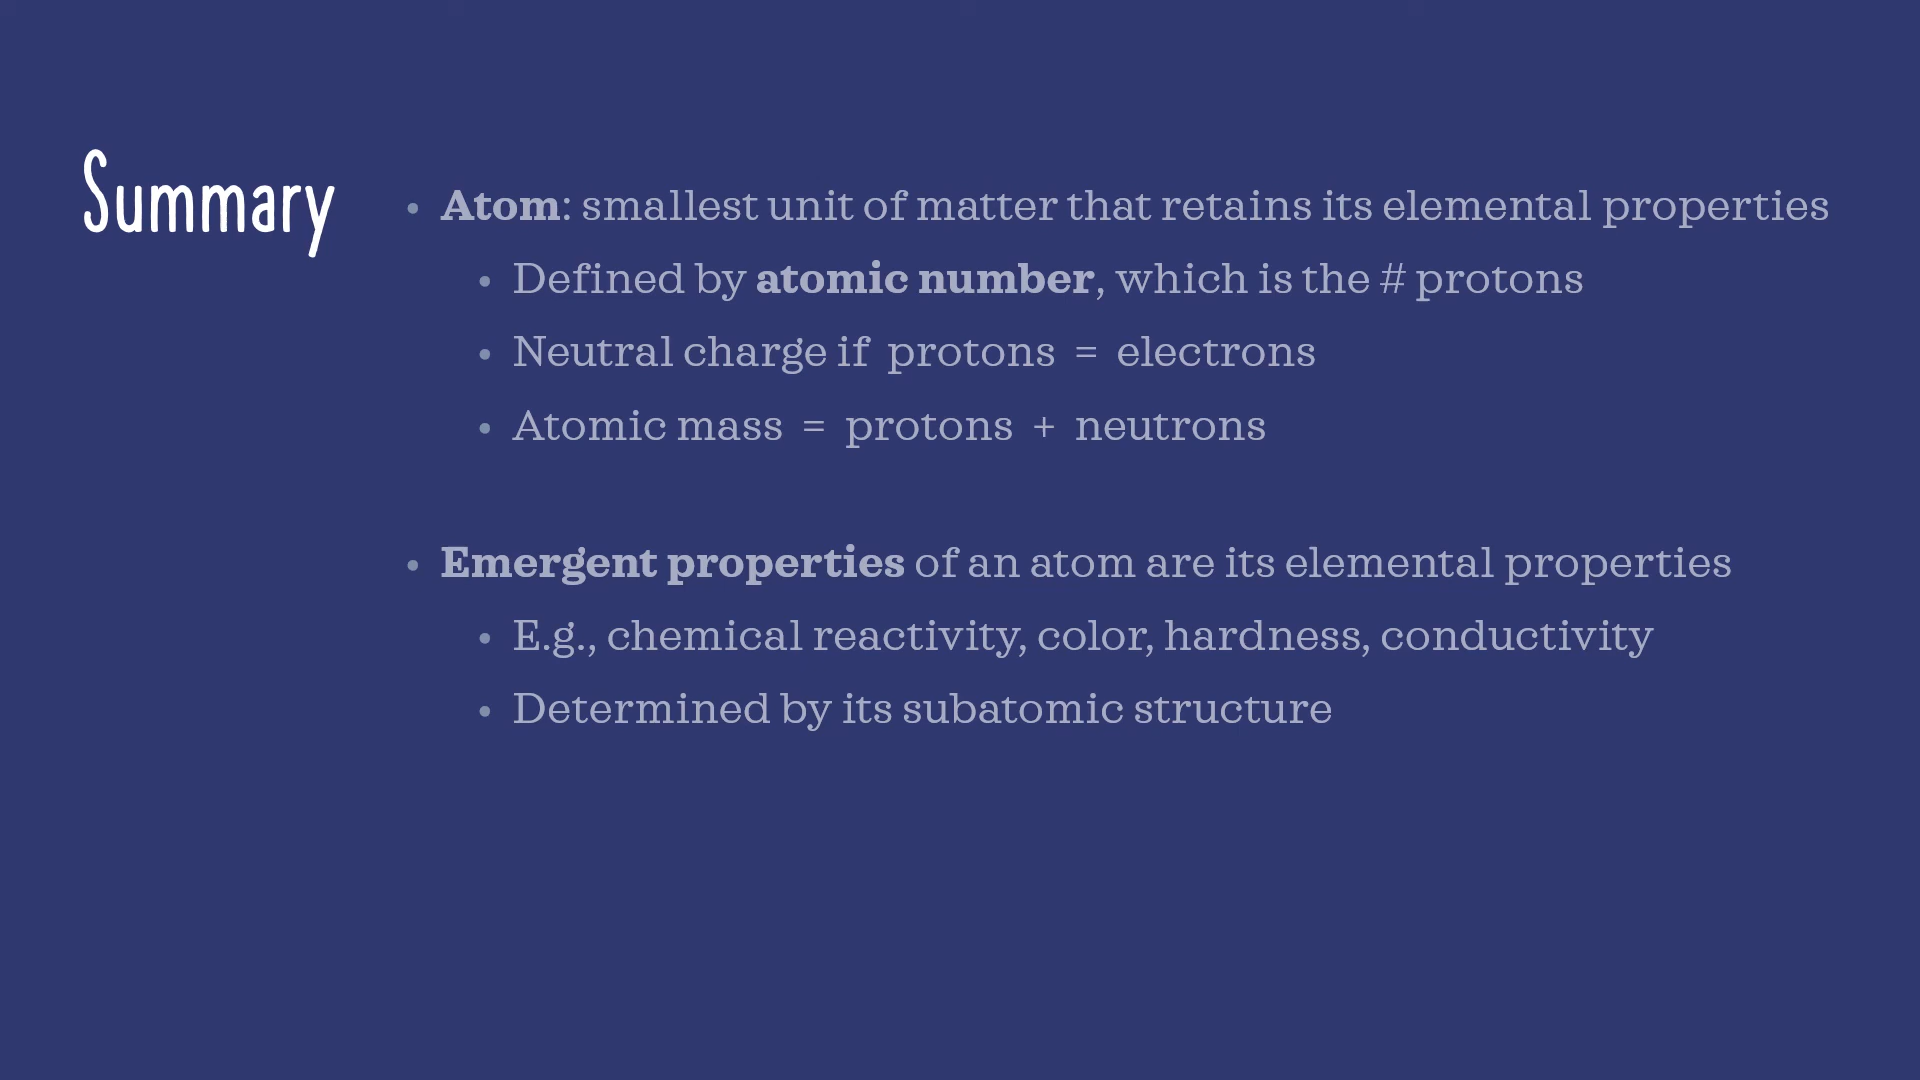 Summary
• Atom: smallest unit of matter that retains its elemental properties
• Defined by atomic number, which is the # protons
• Neutral charge if protons = electrons
• Atomic mass = protons + neutrons
• Emergent properties of an atom are its elemental properties
• E.g., chemical reactivity, color, hardness, conductivity
• Determined by its subatomic structure